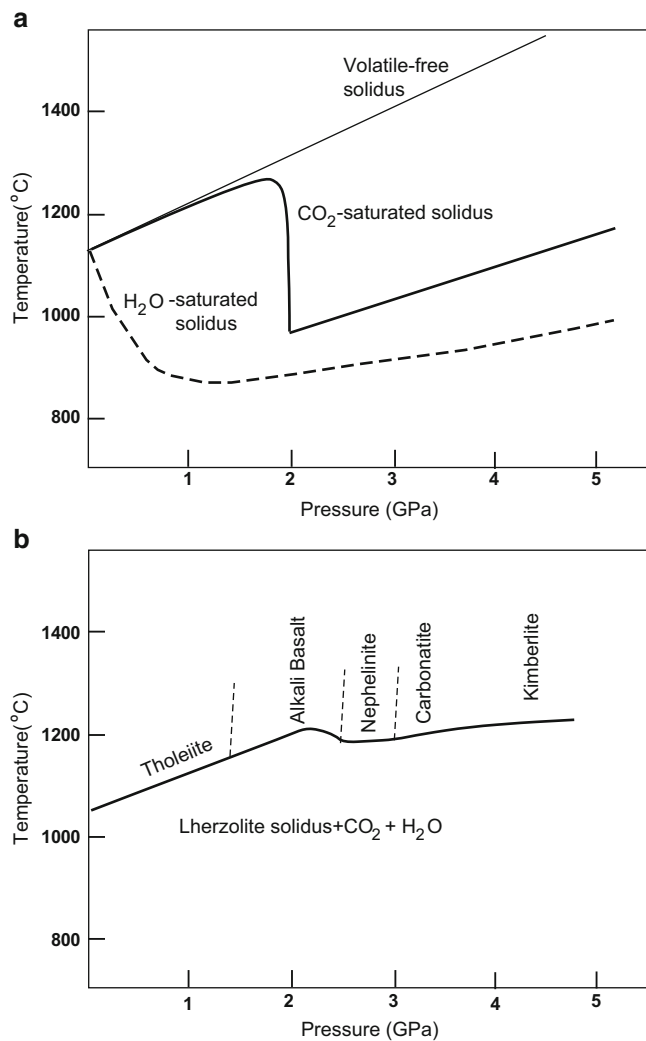 a
Volatile-free
solidus
1400
CO2-saturated solidus
1200
Temperature(°C)
H2O -saturated
solidus
1000
800
1 2 3 4 5
Pressure (GPa)
b
1400
Alkali Basalt
Nephelinite
Carbonatite
Kimberlite
1200
Tholeiite
Temperature(°C)
Lherzolite solidus+CO2 + H2O
1000
800
1 2 3 4 5
Pressure (GPa)